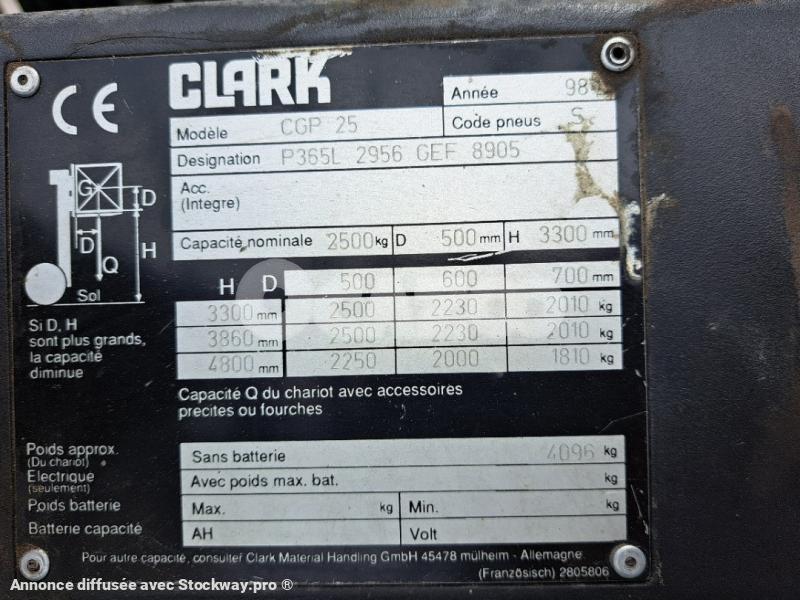 CE
CLARK
Année 98
Modèle CGP 25
Code pneus S
Designation P365L 2956 GEF 8905
Acc.
(Integre)
Capacité nominale 2500 kg D 500 mm H 3300 mm
G
D
D
H
Q
Sol
H D 500 600 700 mm
3300 mm 2500 2230 2010 kg
3860 mm 2500 2230 2010 kg
4800 mm 2250 2000 1810 kg
Si D, H
sont plus grands,
la capacité
diminue
Capacité Q du chariot avec accessoires
precites ou fourches
Poids approx.
(Du chariot)
Electrique
(seulement)
Poids batterie
Batterie capacité
Sans batterie 4096 kg
Avec poids max. bat. kg
Max. kg Min. kg
AH Volt
Pour autre capacité, consulter Clark Material Handling GmbH 45478 mülheim - Allemagne
(Französisch) 2805806
Annonce diffusée avec Stockway.pro ®